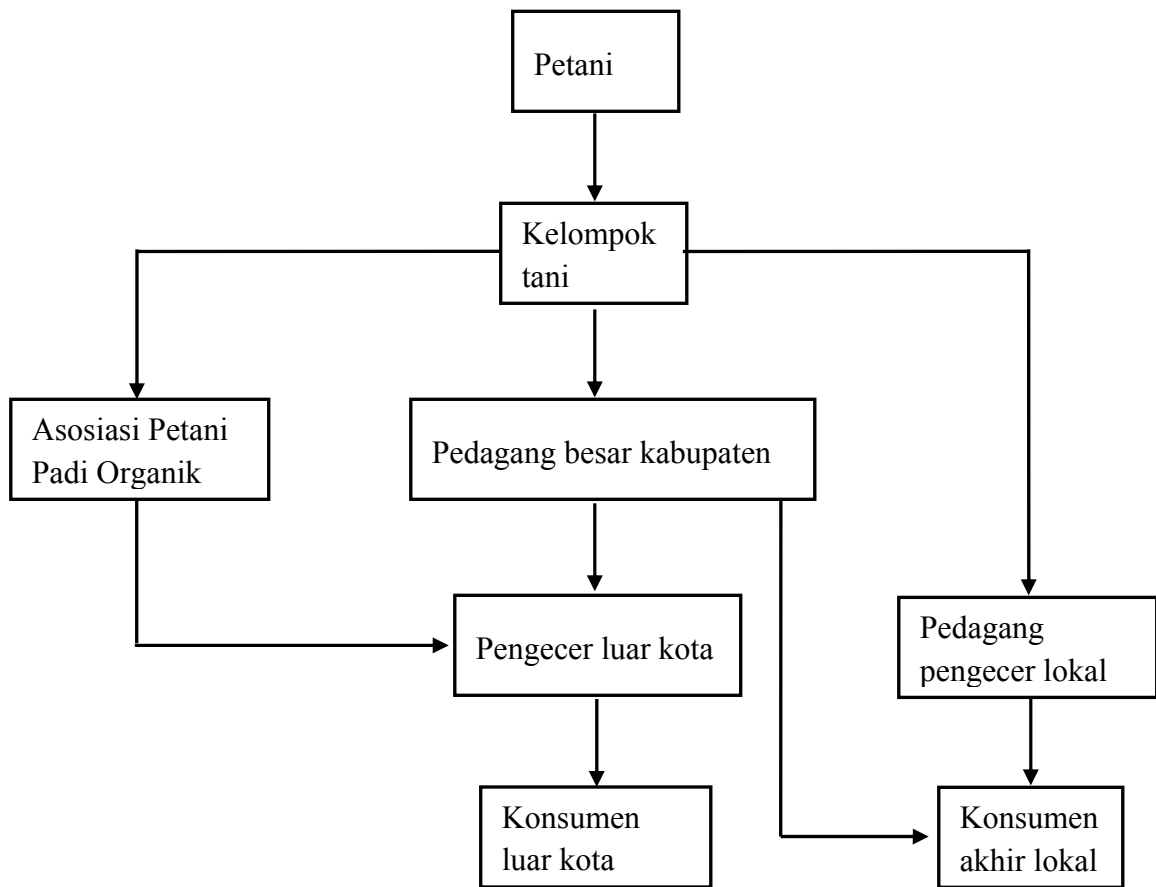 Petani
Kelompok
tani
Asosiasi Petani
Padi Organik
Pedagang besar kabupaten
Pengecer luar kota
Pedagang
pengecer lokal
Konsumen
luar kota
Konsumen
akhir lokal